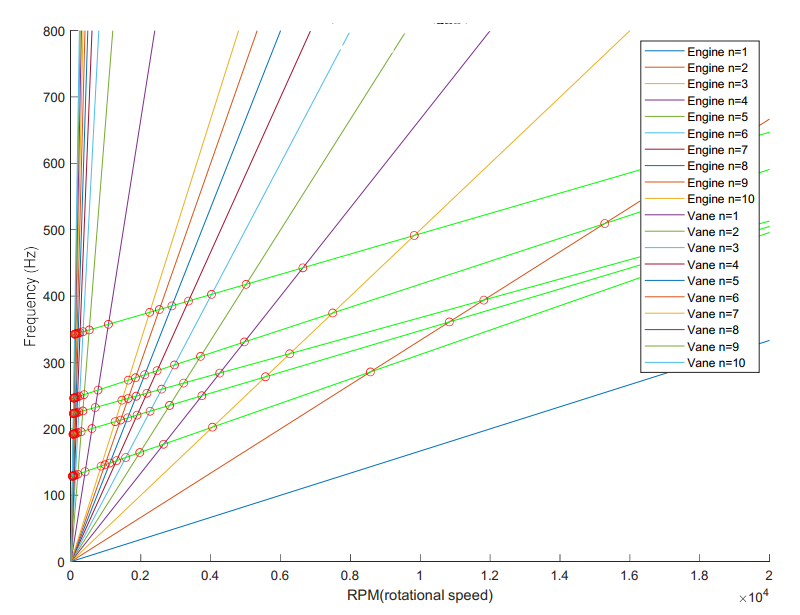 800
700
600
500
400
300
200
100
0
Frequency (Hz)
Engine n=1
Engine n=2
Engine n=3
Engine n=4
Engine n=5
Engine n=6
Engine n=7
Engine n=8
Engine n=9
Engine n=10
Vane n=1
Vane n=2
Vane n=3
Vane n=4
Vane n=5
Vane n=6
Vane n=7
Vane n=8
Vane n=9
Vane n=10
0 0.2 0.4 0.6 0.8 1 1.2 1.4 1.6 1.8 2
RPM(rotational speed)
×10⁴